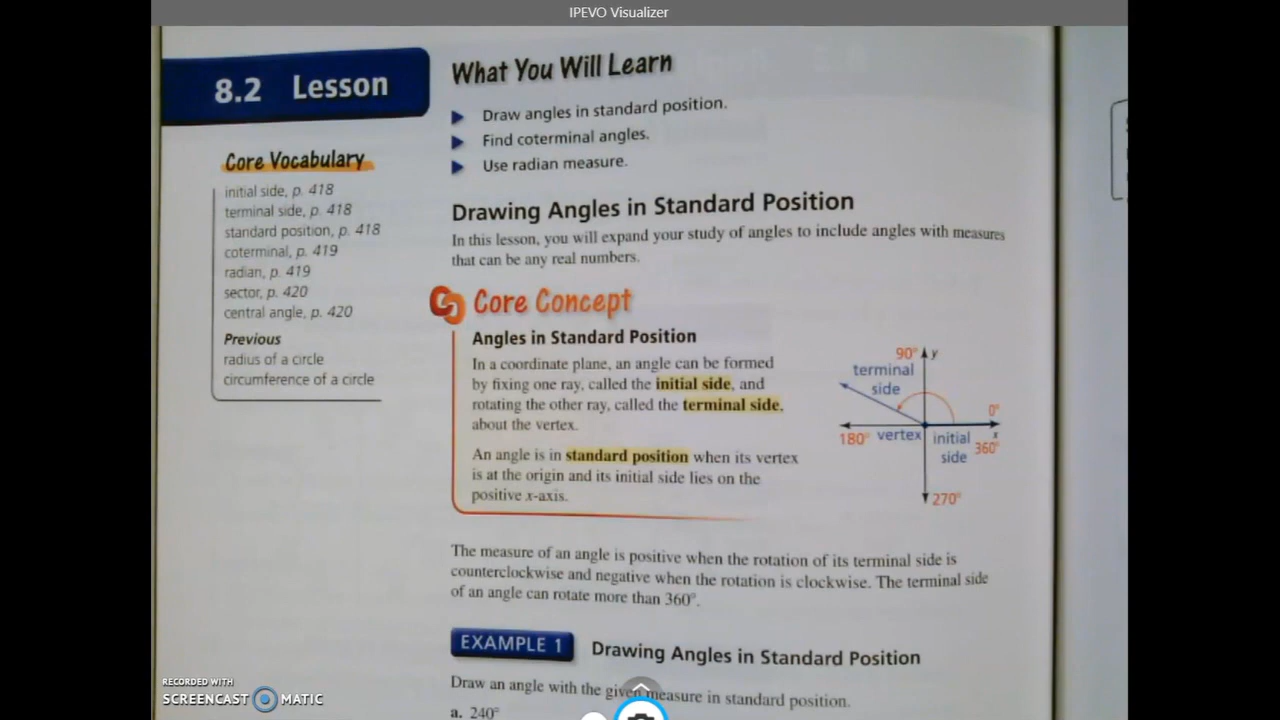 IPEVO Visualizer
8.2 Lesson
What You Will Learn
Draw angles in standard position.
Find coterminal angles.
Use radian measure.
Core Vocabulary
initial side, p. 418
terminal side, p. 418
standard position, p. 418
coterminal, p. 419
radian, p. 419
sector, p. 420
central angle, p. 420
Previous
radius of a circle
circumference of a circle
Drawing Angles in Standard Position
In this lesson, you will expand your study of angles to include angles with measures
that can be any real numbers.
Core Concept
Angles in Standard Position
In a coordinate plane, an angle can be formed
by fixing one ray, called the initial side, and
rotating the other ray, called the terminal side,
about the vertex.
An angle is in standard position when its vertex
is at the origin and its initial side lies on the
positive x-axis.
90° y
terminal
side
0°
180° vertex initial x
side 360°
270°
The measure of an angle is positive when the rotation of its terminal side is
counterclockwise and negative when the rotation is clockwise. The terminal side
of an angle can rotate more than 360°.
EXAMPLE 1 Drawing Angles in Standard Position
Draw an angle with the given measure in standard position.
a. 240°
RECORDED WITH
SCREENCAST MATIC